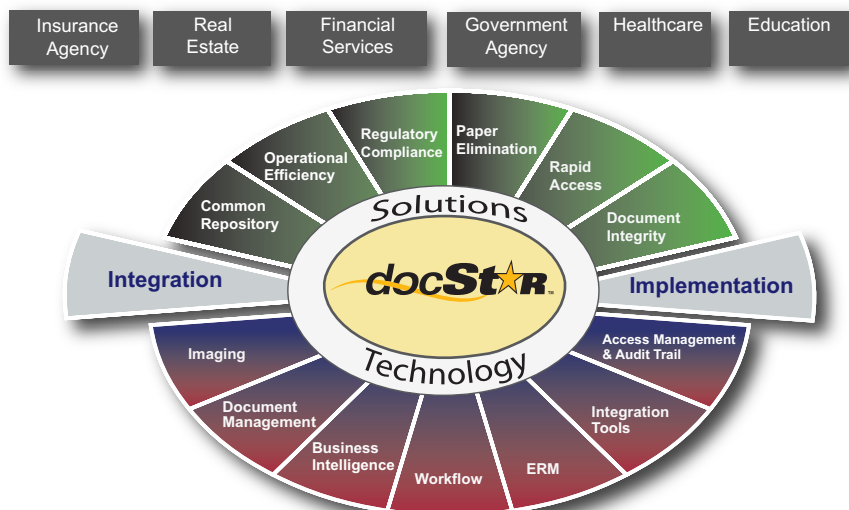 Insurance
Agency
Real
Estate
Financial
Services
Government
Agency
Healthcare
Education
Regulatory
Compliance
Paper
Elimination
Operational
Efficiency
Rapid
Access
Common
Repository
Document
Integrity
Solutions
Integration
docStAR™
Implementation
Technology
Imaging
Access Management
& Audit Trail
Document
Management
Integration
Tools
Business
Intelligence
Workflow
ERM